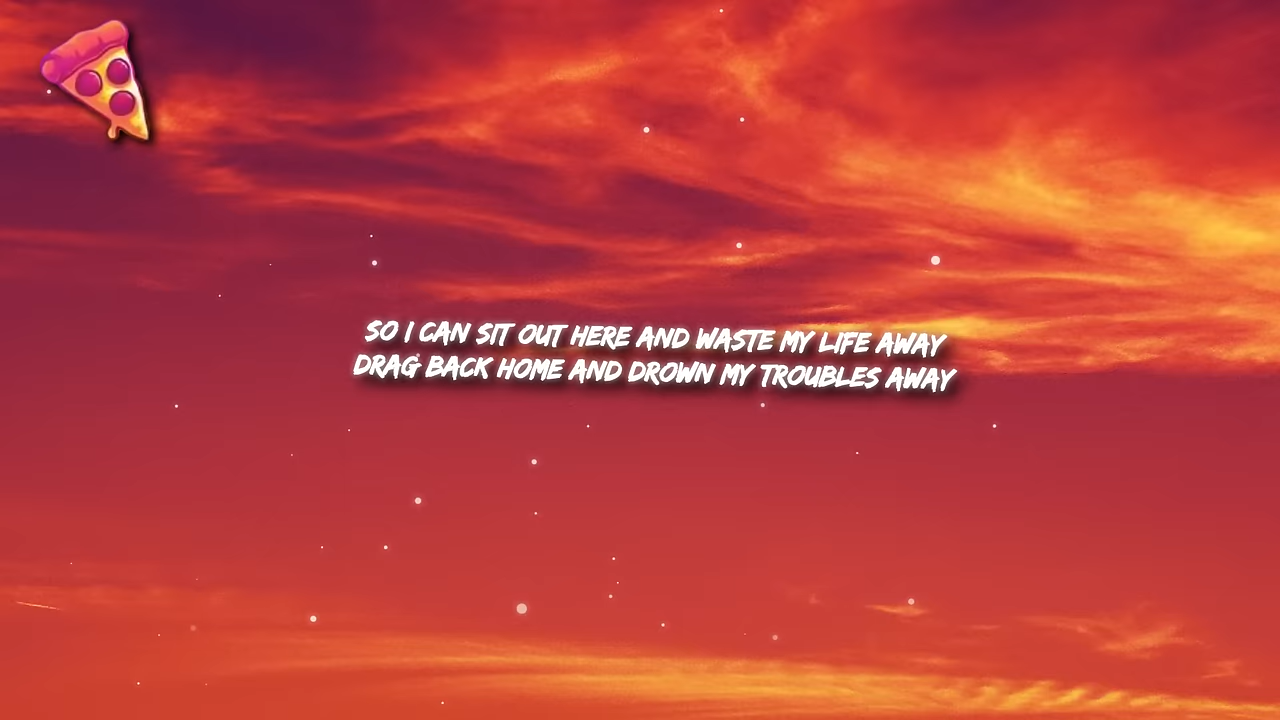 SO I CAN SIT OUT HERE AND WASTE MY LIFE AWAY
DRAG BACK HOME AND DROWN MY TROUBLES AWAY